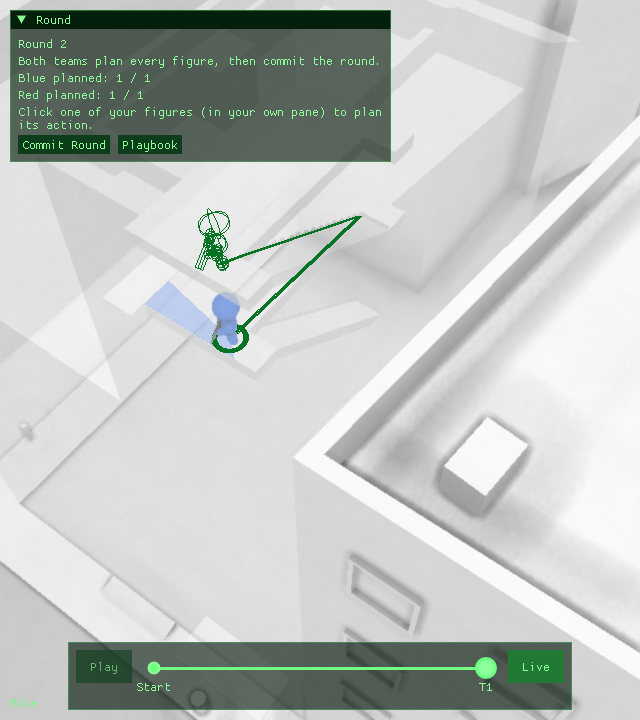 Round
Round 2
Both teams plan every figure, then commit the round.
Blue planned: 1 / 1
Red planned: 1 / 1
Click one of your figures (in your own pane) to plan
its action.
Commit Round Playbook
Play
Live
Start
T1